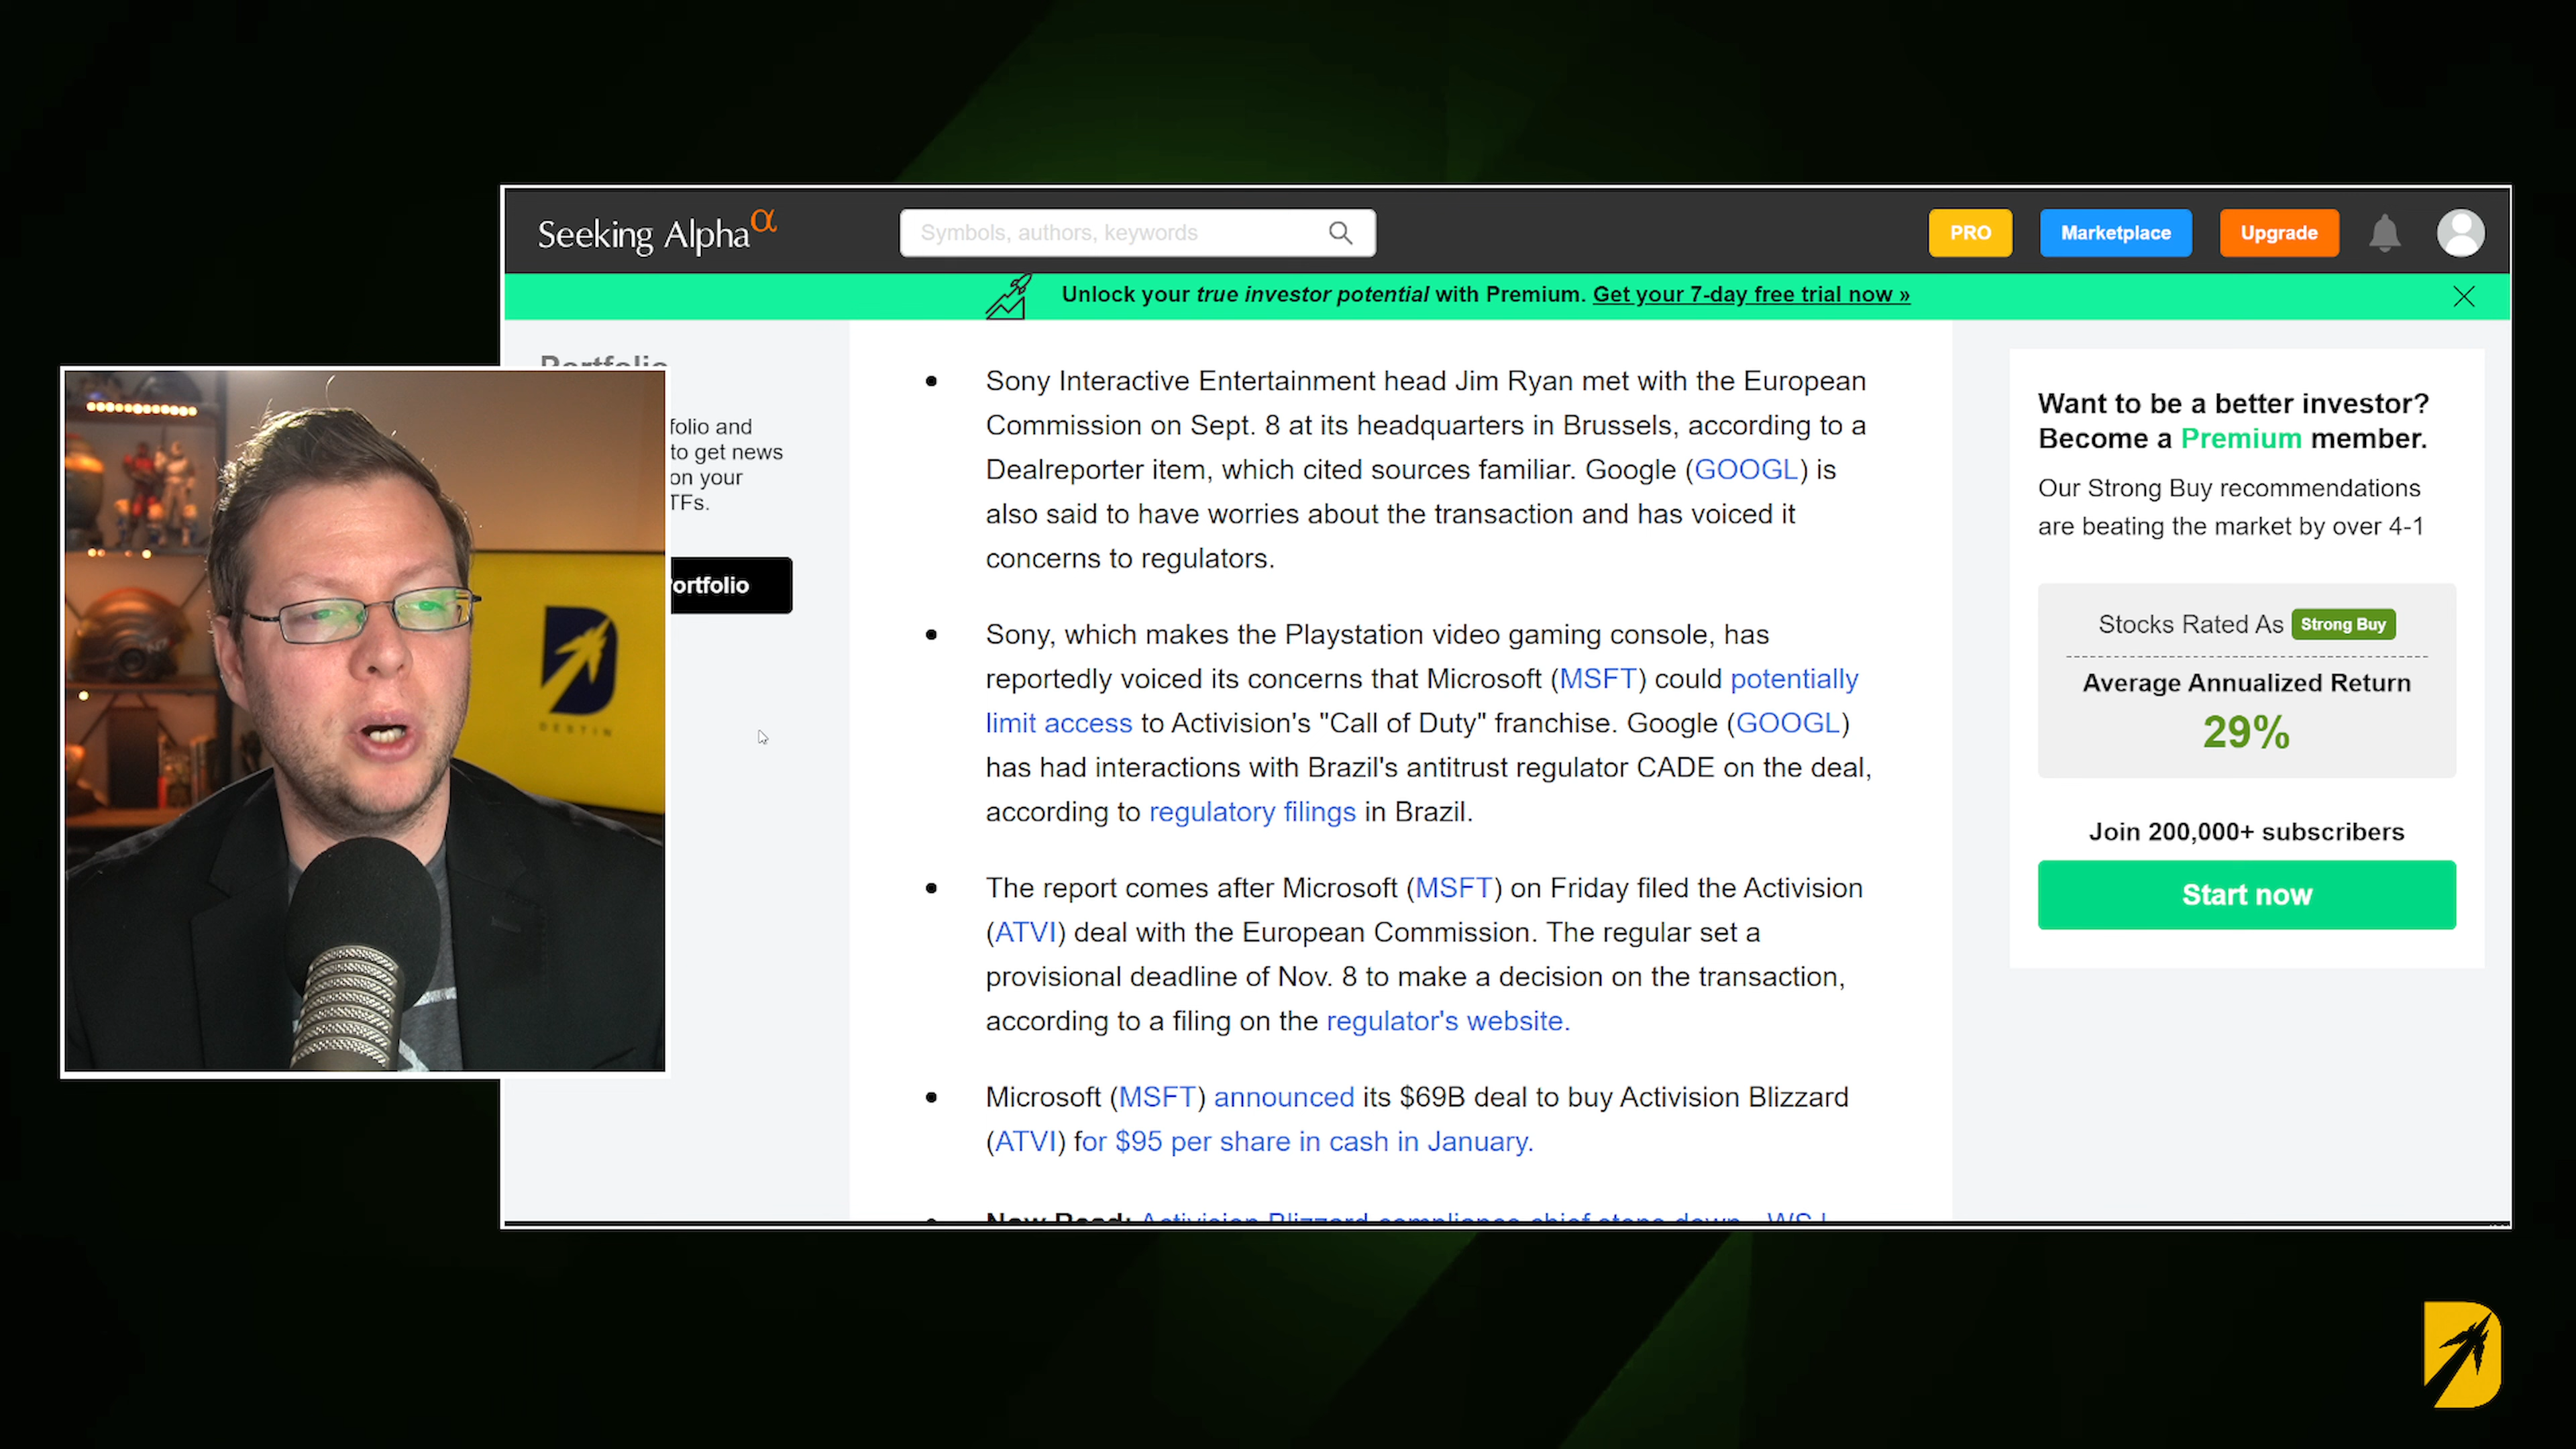 Seeking Alpha α
Symbols, authors, keywords
PRO
Marketplace
Upgrade
Unlock your true investor potential with Premium. Get your 7-day free trial now »
Portfolio
folio and
to get news
on your
TFs.
ortfolio
DESTIN
• Sony Interactive Entertainment head Jim Ryan met with the European
Commission on Sept. 8 at its headquarters in Brussels, according to a
Dealreporter item, which cited sources familiar. Google (GOOGL) is
also said to have worries about the transaction and has voiced it
concerns to regulators.
• Sony, which makes the Playstation video gaming console, has
reportedly voiced its concerns that Microsoft (MSFT) could potentially
limit access to Activision's "Call of Duty" franchise. Google (GOOGL)
has had interactions with Brazil's antitrust regulator CADE on the deal,
according to regulatory filings in Brazil.
• The report comes after Microsoft (MSFT) on Friday filed the Activision
(ATVI) deal with the European Commission. The regular set a
provisional deadline of Nov. 8 to make a decision on the transaction,
according to a filing on the regulator's website.
• Microsoft (MSFT) announced its $69B deal to buy Activision Blizzard
(ATVI) for $95 per share in cash in January.
• Now Read: Activision Blizzard compliance chief steps down - WSJ
Want to be a better investor?
Become a Premium member.
Our Strong Buy recommendations
are beating the market by over 4-1
Stocks Rated As Strong Buy
Average Annualized Return
29%
Join 200,000+ subscribers
Start now